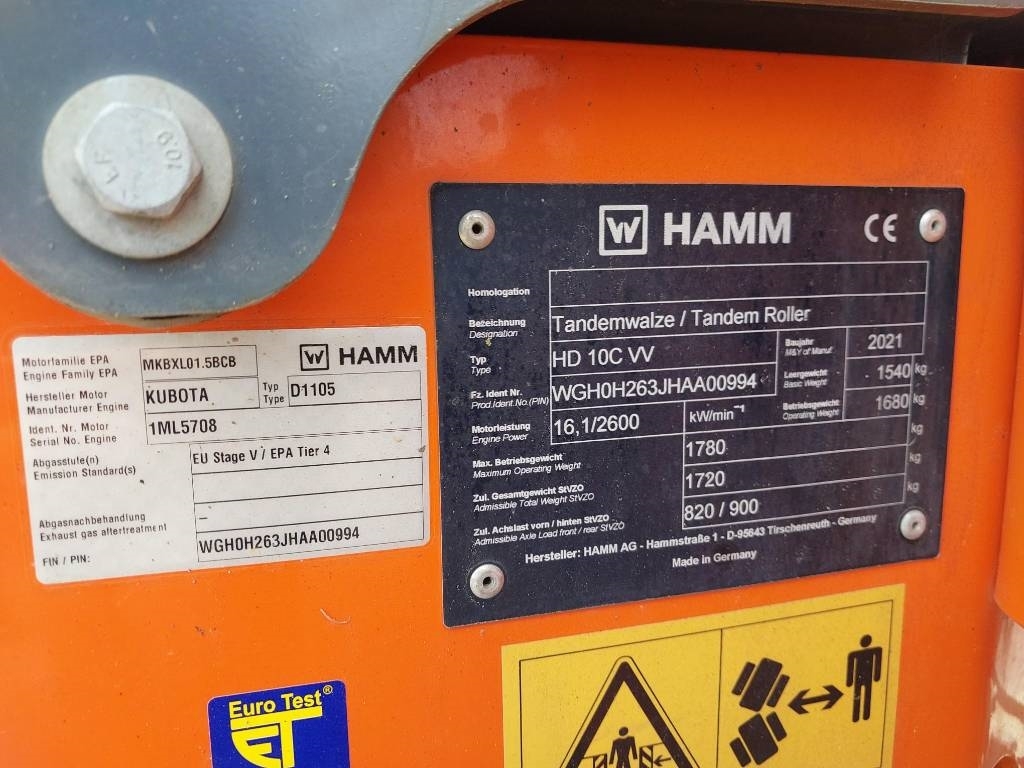 109
HAMM
Motorfamilie EPA
Engine Family EPA
MKBXL01.5BCB
Hersteller Motor
Manufacturer Engine
KUBOTA
Typ
Type
D1105
Ident. Nr. Motor
Serial No. Engine
1ML5708
Abgasstufe(n)
Emission Standard(s)
EU Stage V / EPA Tier 4
Abgasnachbehandlung
Exhaust gas aftertreatment
–
FIN / PIN:
WGH0H263JHAA00994
HAMM CE
Homologation
Bezeichnung
Designation
Tandemwalze / Tandem Roller
Typ
Type
HD 10C VV
Baujahr
M&Y of Manuf.
2021
Fz. Ident Nr.
Prod.Ident.No.(PIN)
WGH0H263JHAA00994
Leergewicht
Basic Weight
1540 kg
Motorleistung
Engine Power
16,1/2600
kW/min⁻¹
Betriebsgewicht
Operating Weight
1680 kg
Max. Betriebsgewicht
Maximum Operating Weight
1780 kg
Zul. Gesamtgewicht StVZO
Admissible Total Weight StVZO
1720 kg
Zul. Achslast vorn / hinten StVZO
Admissible Axle Load front / rear StVZO
820 / 900 kg
Hersteller: HAMM AG - Hammstraße 1 - D-95643 Tirschenreuth - Germany
Made in Germany
Euro Test®
ET